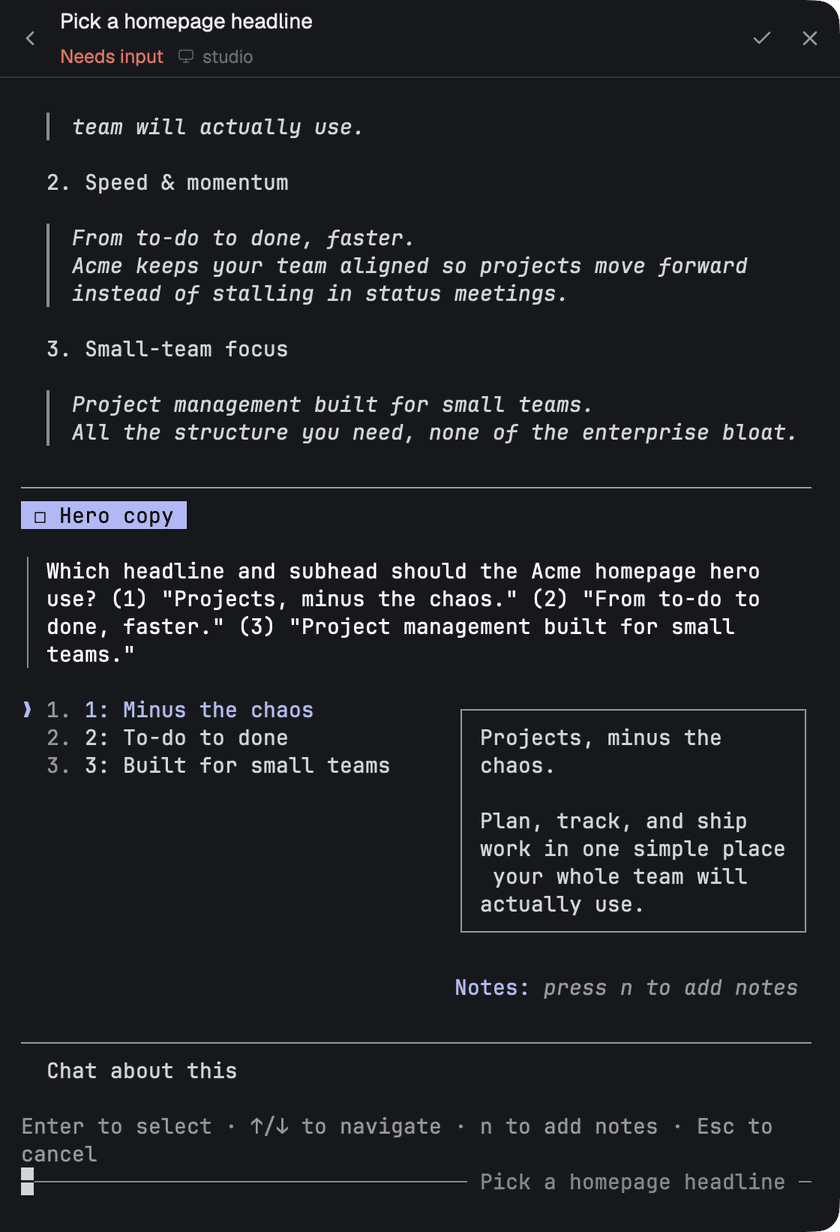 Pick a homepage headline
Needs input studio
team will actually use.
2. Speed & momentum
From to-do to done, faster.
Acme keeps your team aligned so projects move forward
instead of stalling in status meetings.
3. Small-team focus
Project management built for small teams.
All the structure you need, none of the enterprise bloat.
□ Hero copy
Which headline and subhead should the Acme homepage hero
use? (1) "Projects, minus the chaos." (2) "From to-do to
done, faster." (3) "Project management built for small
teams."
❯ 1. 1: Minus the chaos
2. 2: To-do to done
3. 3: Built for small teams
Projects, minus the
chaos.
Plan, track, and ship
work in one simple place
your whole team will
actually use.
Notes: press n to add notes
Chat about this
Enter to select · ↑/↓ to navigate · n to add notes · Esc to
cancel
Pick a homepage headline